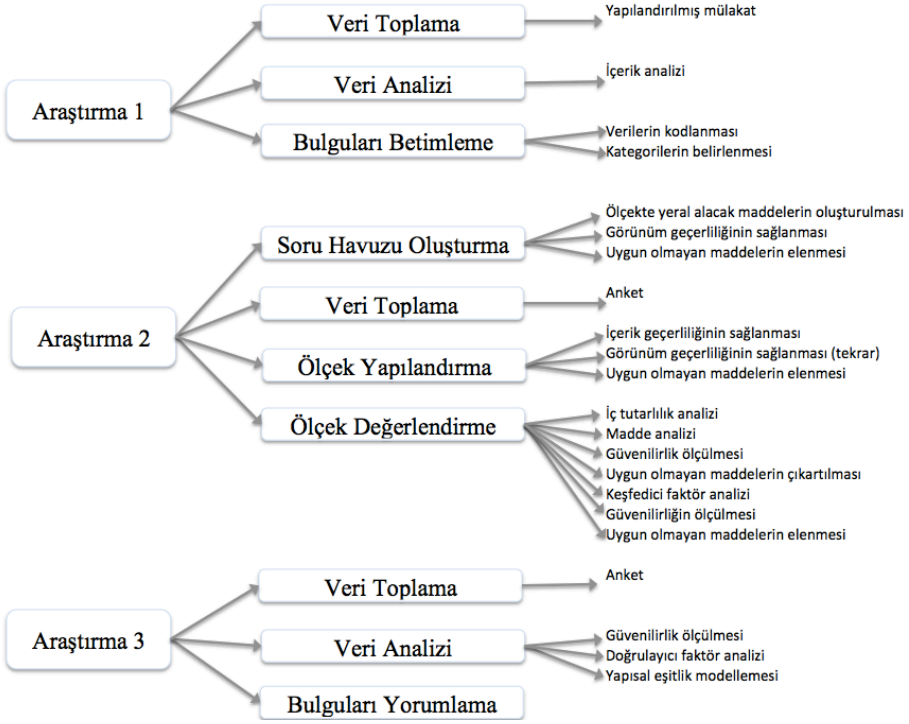 Araştırma 1
Veri Toplama
Yapılandırılmış mülakat
Veri Analizi
İçerik analizi
Bulguları Betimleme
Verilerin kodlanması
Kategorilerin belirlenmesi
Araştırma 2
Soru Havuzu Oluşturma
Ölçekte yeral alacak maddelerin oluşturulması
Görünüm geçerliliğinin sağlanması
Uygun olmayan maddelerin elenmesi
Veri Toplama
Anket
Ölçek Yapılandırma
İçerik geçerliliğinin sağlanması
Görünüm geçerliliğinin sağlanması (tekrar)
Uygun olmayan maddelerin elenmesi
Ölçek Değerlendirme
İç tutarlılık analizi
Madde analizi
Güvenilirlik ölçülmesi
Uygun olmayan maddelerin çıkartılması
Keşfedici faktör analizi
Güvenilirliğin ölçülmesi
Uygun olmayan maddelerin elenmesi
Araştırma 3
Veri Toplama
Anket
Veri Analizi
Güvenilirlik ölçülmesi
Doğrulayıcı faktör analizi
Yapısal eşitlik modellemesi
Bulguları Yorumlama